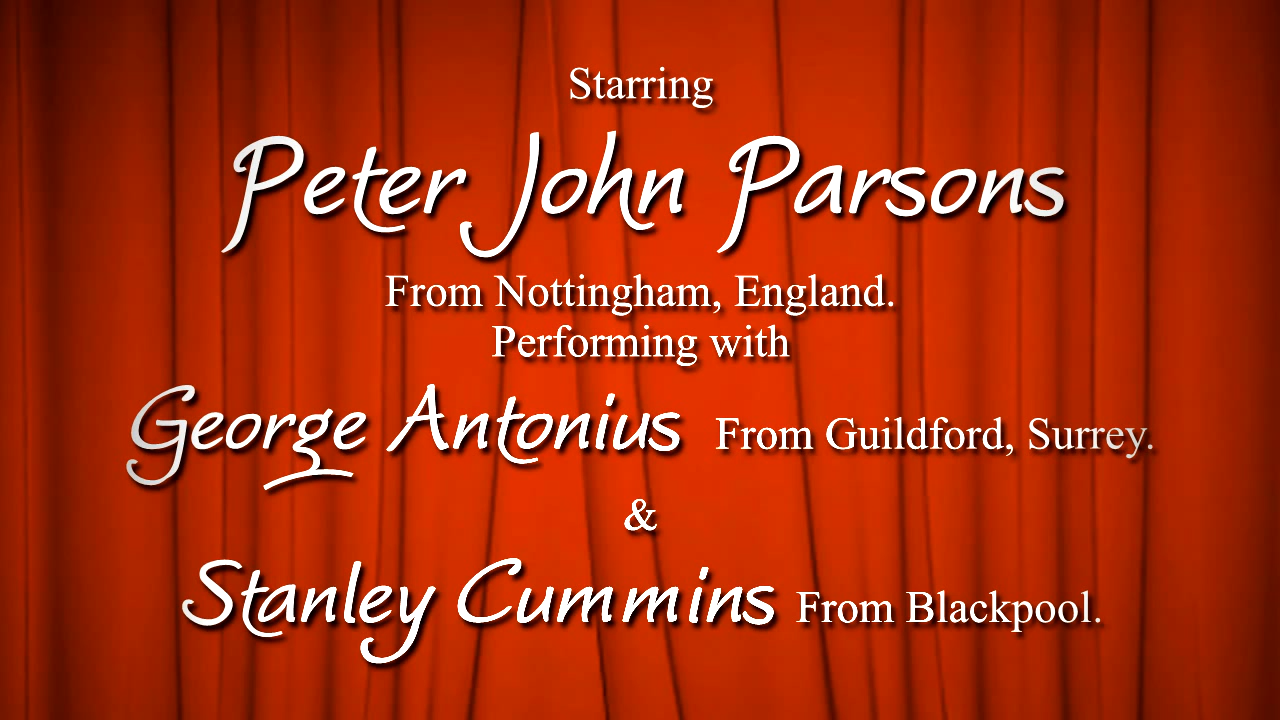 Starring
Peter John Parsons
From Nottingham, England.
Performing with
George Antonius From Guildford, Surrey.
&
Stanley Cummins From Blackpool.